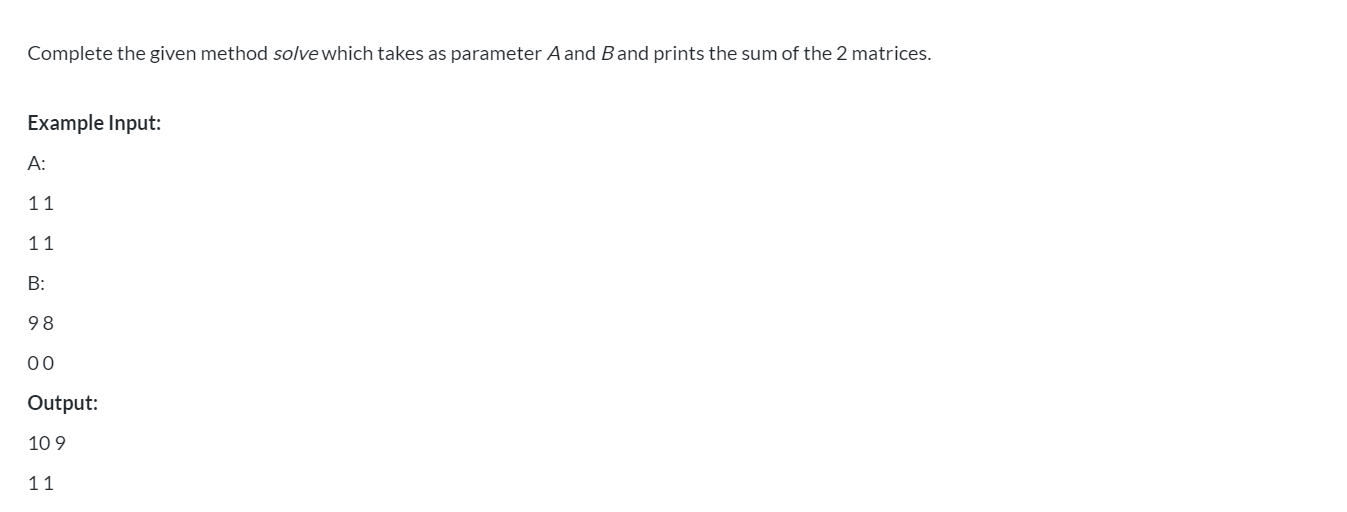 Complete the given method solve which takes as parameter A and B and prints the sum of the 2 matrices.
Example Input:
A:
1 1
1 1
B:
9 8
0 0
Output:
10 9
1 1